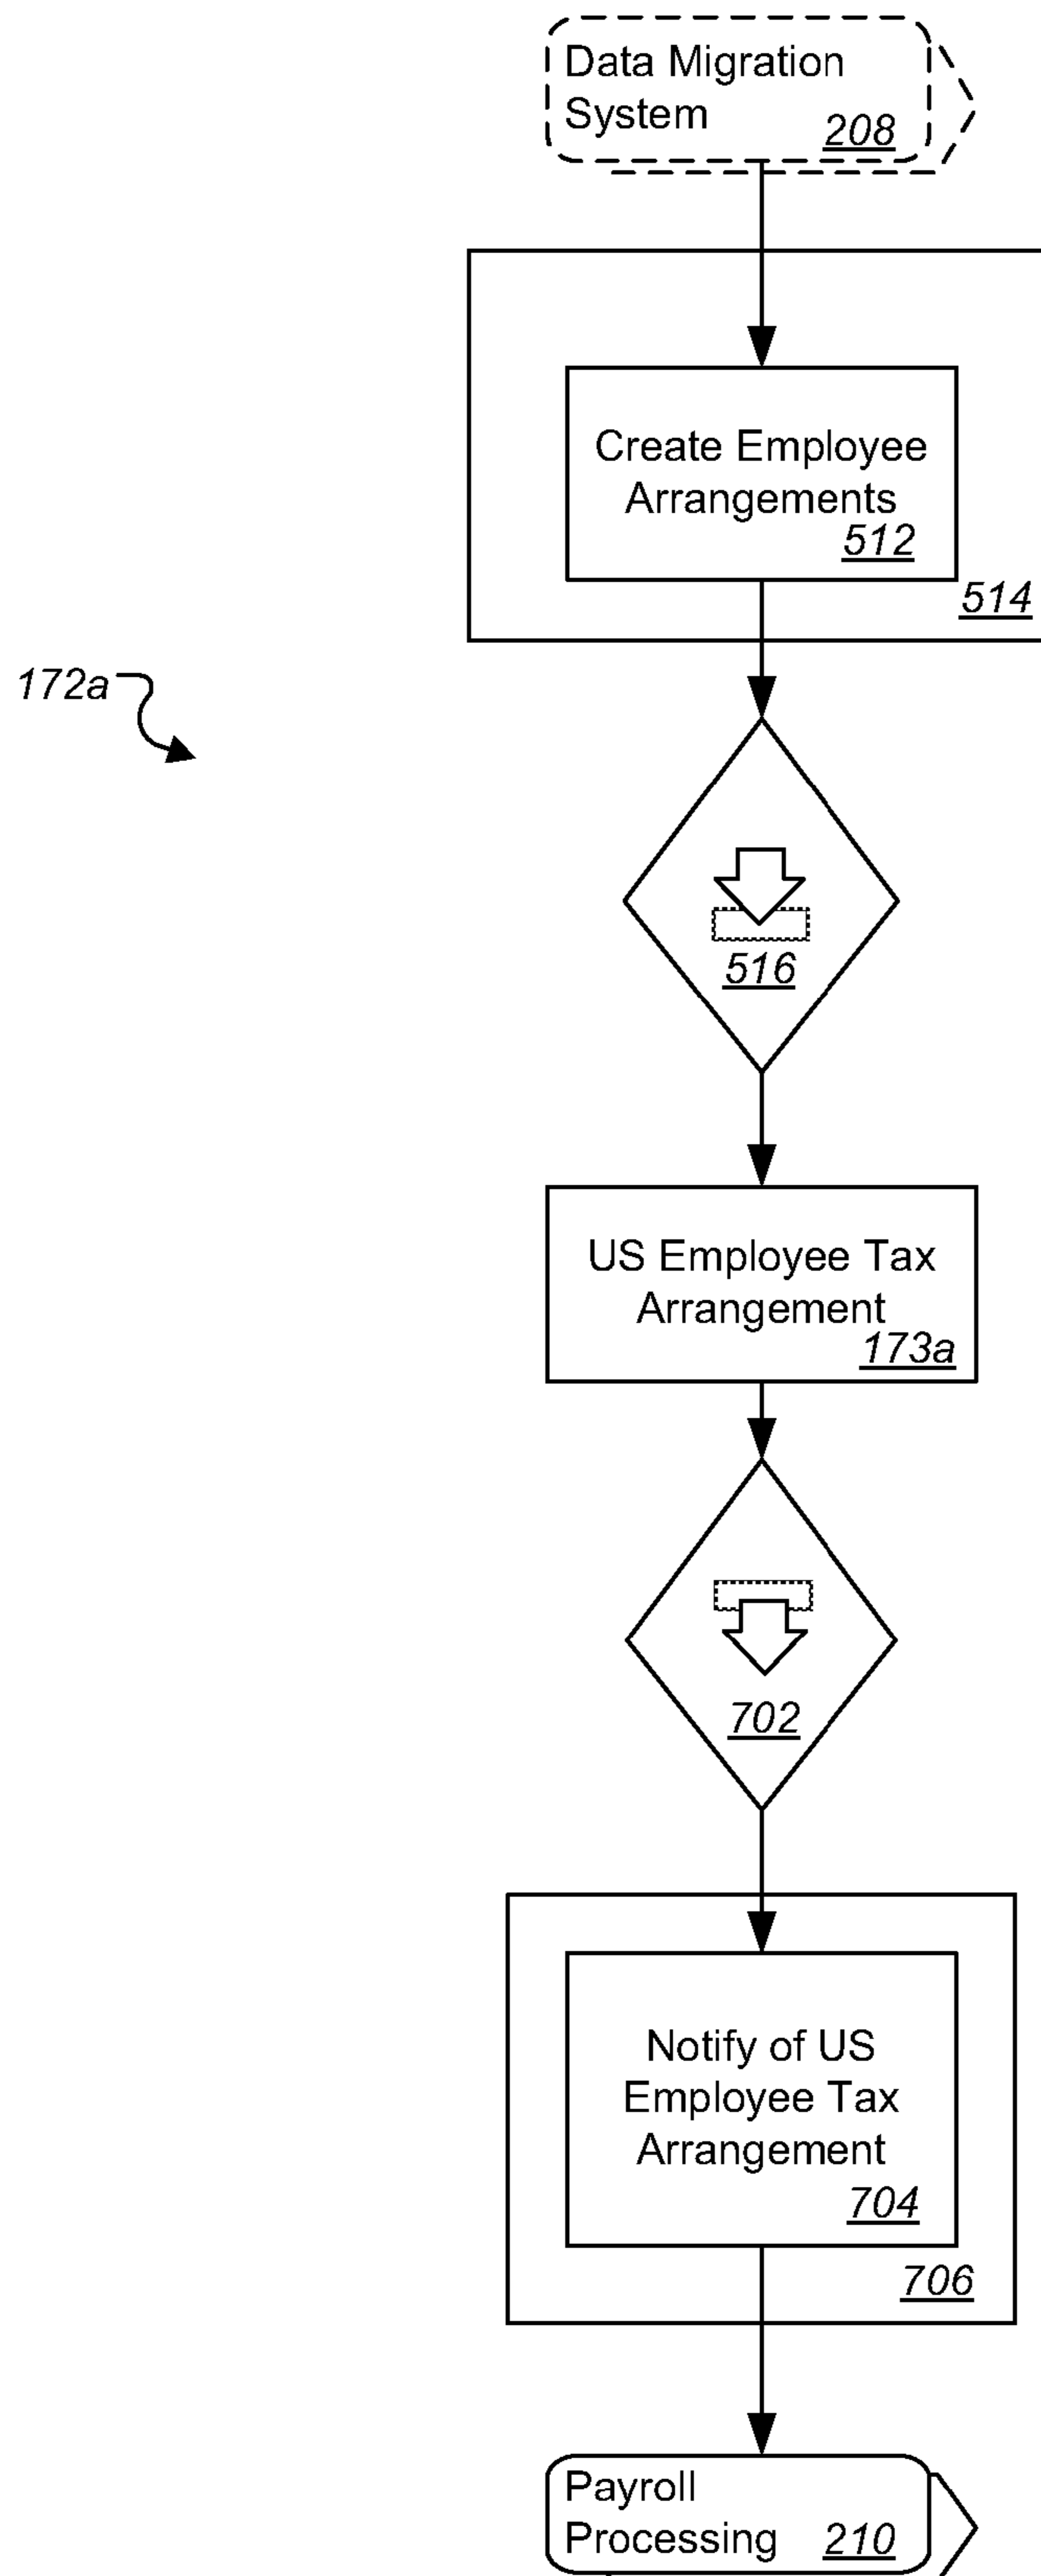 Data Migration
System 208
Create Employee
Arrangements
512
514
172a
516
US Employee Tax
Arrangement
173a
702
Notify of US
Employee Tax
Arrangement
704
706
Payroll
Processing 210